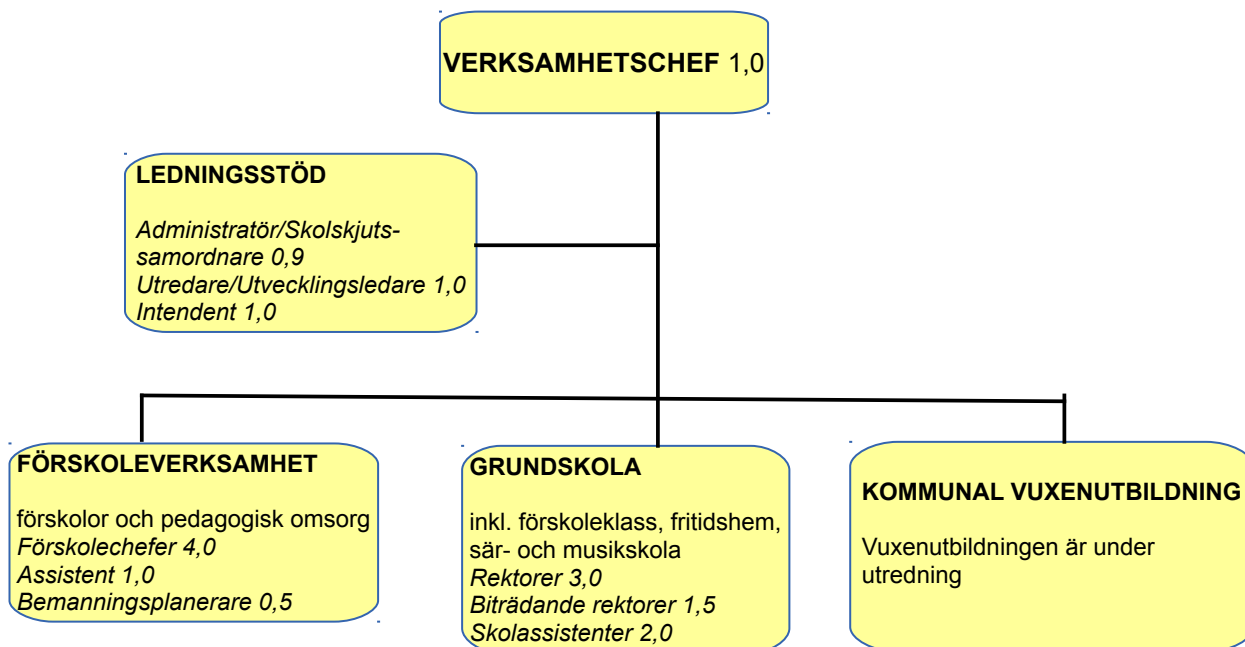 VERKSAMHETSCHEF 1,0
LEDNINGSSTÖD
Administratör/Skolskjuts-
samordnare 0,9
Utredare/Utvecklingsledare 1,0
Intendent 1,0
FÖRSKOLEVERKSAMHET
förskolor och pedagogisk omsorg
Förskolechefer 4,0
Assistent 1,0
Bemanningsplanerare 0,5
GRUNDSKOLA
inkl. förskoleklass, fritidshem,
sär- och musikskola
Rektorer 3,0
Biträdande rektorer 1,5
Skolassistenter 2,0
KOMMUNAL VUXENUTBILDNING
Vuxenutbildningen är under
utredning